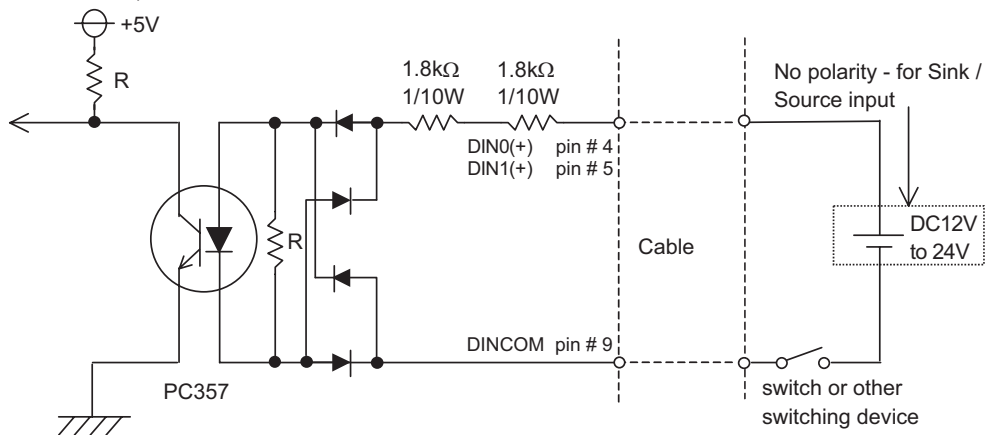 +5V
R
1.8kΩ
1/10W
1.8kΩ
1/10W
No polarity - for Sink /
Source input
DIN0(+) pin # 4
DIN1(+) pin # 5
R
Cable
DC12V
to 24V
DINCOM pin # 9
PC357
switch or other
switching device